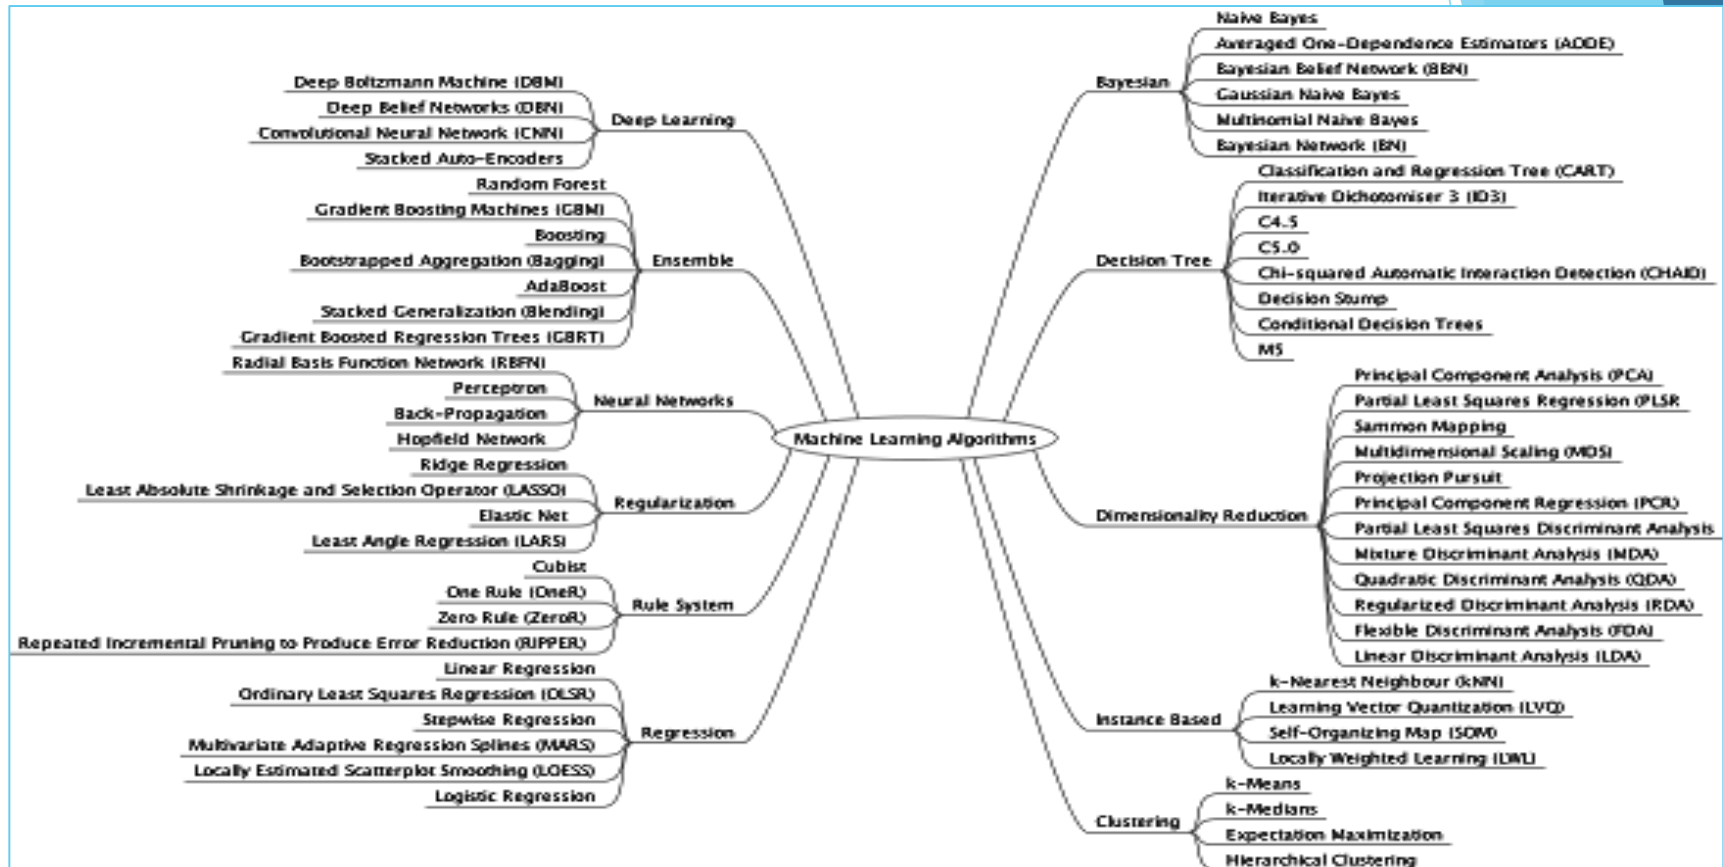 Deep Boltzmann Machine (DBM)
Deep Belief Networks (DBN)
Convolutional Neural Network (CNN)
Stacked Auto-Encoders
Deep Learning
Random Forest
Gradient Boosting Machines (GBM)
Boosting
Bootstrapped Aggregation (Bagging)
AdaBoost
Stacked Generalization (Blending)
Gradient Boosted Regression Trees (GBRT)
Ensemble
Radial Basis Function Network (RBFN)
Perceptron
Back-Propagation
Hopfield Network
Neural Networks
Ridge Regression
Least Absolute Shrinkage and Selection Operator (LASSO)
Elastic Net
Least Angle Regression (LARS)
Regularization
Cubist
One Rule (OneR)
Zero Rule (ZeroR)
Repeated Incremental Pruning to Produce Error Reduction (RIPPER)
Rule System
Linear Regression
Ordinary Least Squares Regression (OLSR)
Stepwise Regression
Multivariate Adaptive Regression Splines (MARS)
Locally Estimated Scatterplot Smoothing (LOESS)
Logistic Regression
Regression
Machine Learning Algorithms
Bayesian
Naive Bayes
Averaged One-Dependence Estimators (AODE)
Bayesian Belief Network (BBN)
Gaussian Naive Bayes
Multinomial Naive Bayes
Bayesian Network (BN)
Decision Tree
Classification and Regression Tree (CART)
Iterative Dichotomiser 3 (ID3)
C4.5
C5.0
Chi-squared Automatic Interaction Detection (CHAID)
Decision Stump
Conditional Decision Trees
M5
Dimensionality Reduction
Principal Component Analysis (PCA)
Partial Least Squares Regression (PLSR
Sammon Mapping
Multidimensional Scaling (MDS)
Projection Pursuit
Principal Component Regression (PCR)
Partial Least Squares Discriminant Analysis
Mixture Discriminant Analysis (MDA)
Quadratic Discriminant Analysis (QDA)
Regularized Discriminant Analysis (RDA)
Flexible Discriminant Analysis (FDA)
Linear Discriminant Analysis (LDA)
Instance Based
k-Nearest Neighbour (kNN)
Learning Vector Quantization (LVQ)
Self-Organizing Map (SOM)
Locally Weighted Learning (LWL)
Clustering
k-Means
k-Medians
Expectation Maximization
Hierarchical Clustering